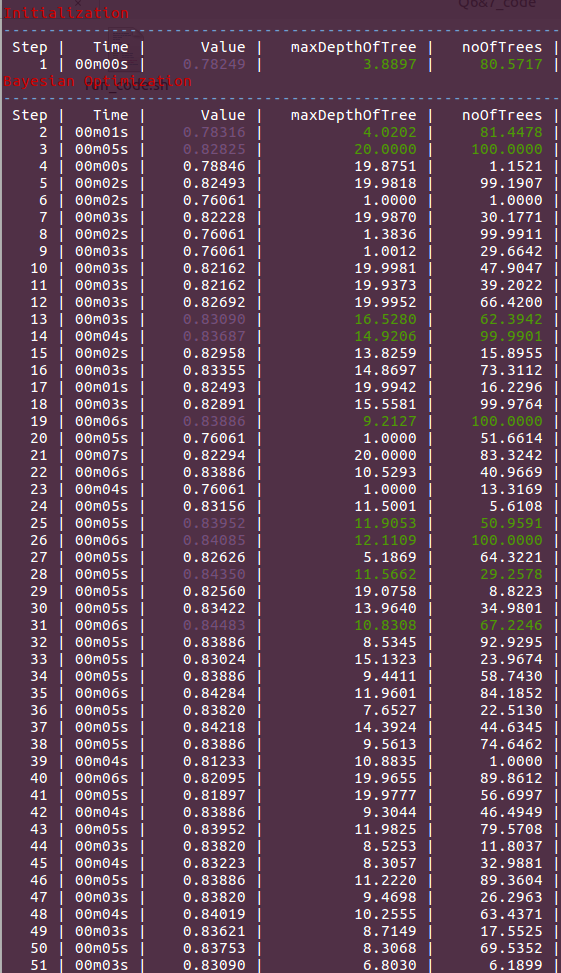 Qo&7_code
Initialization
Step | Time | Value | maxDepthOfTree | noOfTrees |
1 | 00m00s | 0.78249 | 3.8897 | 80.5717 |
Bayesian Optimization
run_code.sh
Step | Time | Value | maxDepthOfTree | noOfTrees |
2 | 00m01s | 0.78316 | 4.0202 | 81.4478 |
3 | 00m05s | 0.82825 | 20.0000 | 100.0000 |
4 | 00m00s | 0.78846 | 19.8751 | 1.1521 |
5 | 00m02s | 0.82493 | 19.9818 | 99.1907 |
6 | 00m02s | 0.76061 | 1.0000 | 1.0000 |
7 | 00m03s | 0.82228 | 19.9870 | 30.1771 |
8 | 00m02s | 0.76061 | 1.3836 | 99.9911 |
9 | 00m03s | 0.76061 | 1.0012 | 29.6642 |
10 | 00m03s | 0.82162 | 19.9981 | 47.9047 |
11 | 00m03s | 0.82162 | 19.9373 | 39.2022 |
12 | 00m03s | 0.82692 | 19.9952 | 66.4200 |
13 | 00m03s | 0.83090 | 16.5280 | 62.3942 |
14 | 00m04s | 0.83687 | 14.9206 | 99.9901 |
15 | 00m02s | 0.82958 | 13.8259 | 15.8955 |
16 | 00m03s | 0.83355 | 14.8697 | 73.3112 |
17 | 00m01s | 0.82493 | 19.9942 | 16.2296 |
18 | 00m03s | 0.82891 | 15.5581 | 99.9764 |
19 | 00m06s | 0.83886 | 9.2127 | 100.0000 |
20 | 00m05s | 0.76061 | 1.0000 | 51.6614 |
21 | 00m07s | 0.82294 | 20.0000 | 83.3242 |
22 | 00m06s | 0.83886 | 10.5293 | 40.9669 |
23 | 00m04s | 0.76061 | 1.0000 | 13.3169 |
24 | 00m05s | 0.83156 | 11.5001 | 5.6108 |
25 | 00m05s | 0.83952 | 11.9053 | 50.9591 |
26 | 00m06s | 0.84085 | 12.1109 | 100.0000 |
27 | 00m05s | 0.82626 | 5.1869 | 64.3221 |
28 | 00m05s | 0.84350 | 11.5662 | 29.2578 |
29 | 00m05s | 0.82560 | 19.0758 | 8.8223 |
30 | 00m05s | 0.83422 | 13.9640 | 34.9801 |
31 | 00m06s | 0.84483 | 10.8308 | 67.2246 |
32 | 00m05s | 0.83886 | 8.5345 | 92.9295 |
33 | 00m05s | 0.83024 | 15.1323 | 23.9674 |
34 | 00m05s | 0.83886 | 9.4411 | 58.7430 |
35 | 00m06s | 0.84284 | 11.9601 | 84.1852 |
36 | 00m05s | 0.83820 | 7.6527 | 22.5130 |
37 | 00m05s | 0.84218 | 14.3924 | 44.6345 |
38 | 00m05s | 0.83886 | 9.5613 | 74.6462 |
39 | 00m04s | 0.81233 | 10.8835 | 1.0000 |
40 | 00m06s | 0.82095 | 19.9655 | 89.8612 |
41 | 00m05s | 0.81897 | 19.9777 | 56.6997 |
42 | 00m04s | 0.83886 | 9.3044 | 46.4949 |
43 | 00m05s | 0.83952 | 11.9825 | 79.5708 |
44 | 00m03s | 0.83820 | 8.5253 | 11.8037 |
45 | 00m04s | 0.83223 | 8.3057 | 32.9881 |
46 | 00m05s | 0.83886 | 11.2220 | 89.3604 |
47 | 00m03s | 0.83820 | 9.4698 | 26.2963 |
48 | 00m04s | 0.84019 | 10.2555 | 63.4371 |
49 | 00m03s | 0.83621 | 8.7149 | 17.5525 |
50 | 00m05s | 0.83753 | 8.3068 | 69.5352 |
51 | 00m03s | 0.83090 | 6.8030 | 6.1899 |